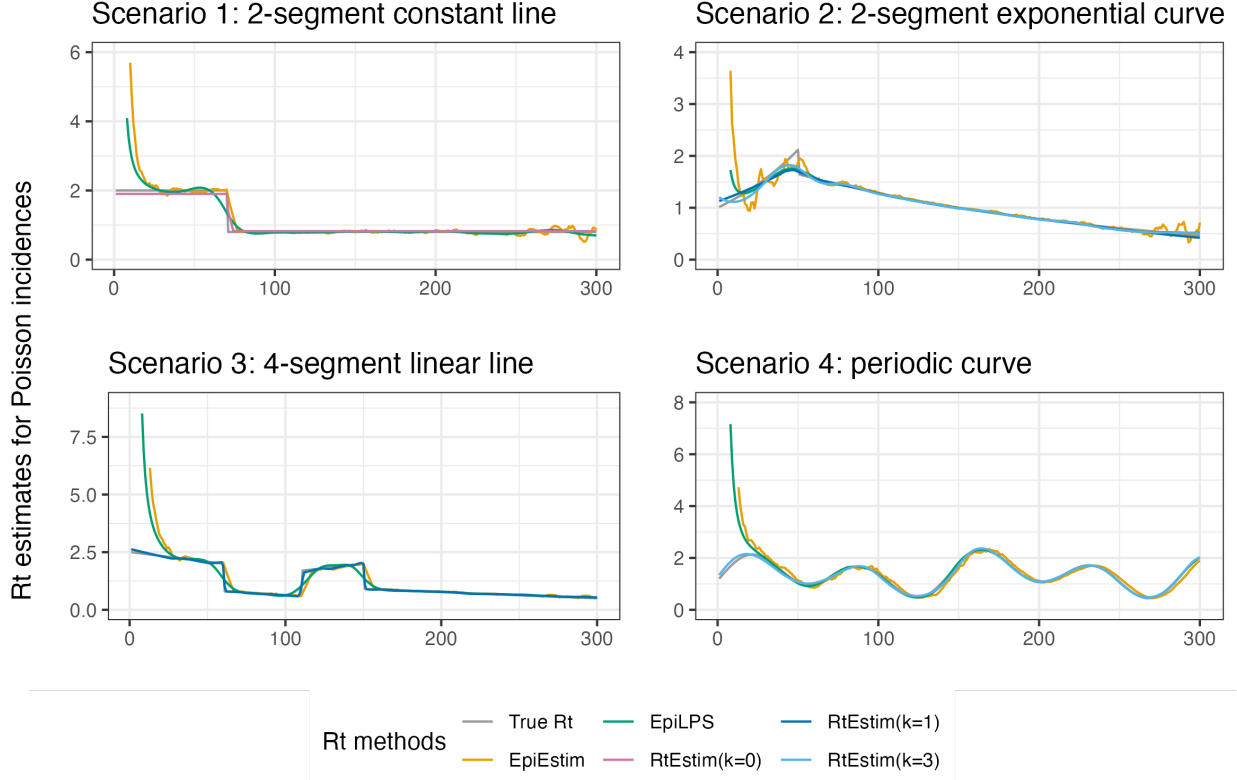 Scenario 1: 2-segment constant line
Scenario 2: 2-segment exponential curve
6
4
2
0
0 100 200 300
4
3
2
1
0
0 100 200 300
Rt estimates for Poisson incidences
Scenario 3: 4-segment linear line
Scenario 4: periodic curve
7.5
5.0
2.5
0.0
0 100 200 300
8
6
4
2
0
0 100 200 300
Rt methods
True Rt
EpiLPS
RtEstim(k=1)
EpiEstim
RtEstim(k=0)
RtEstim(k=3)